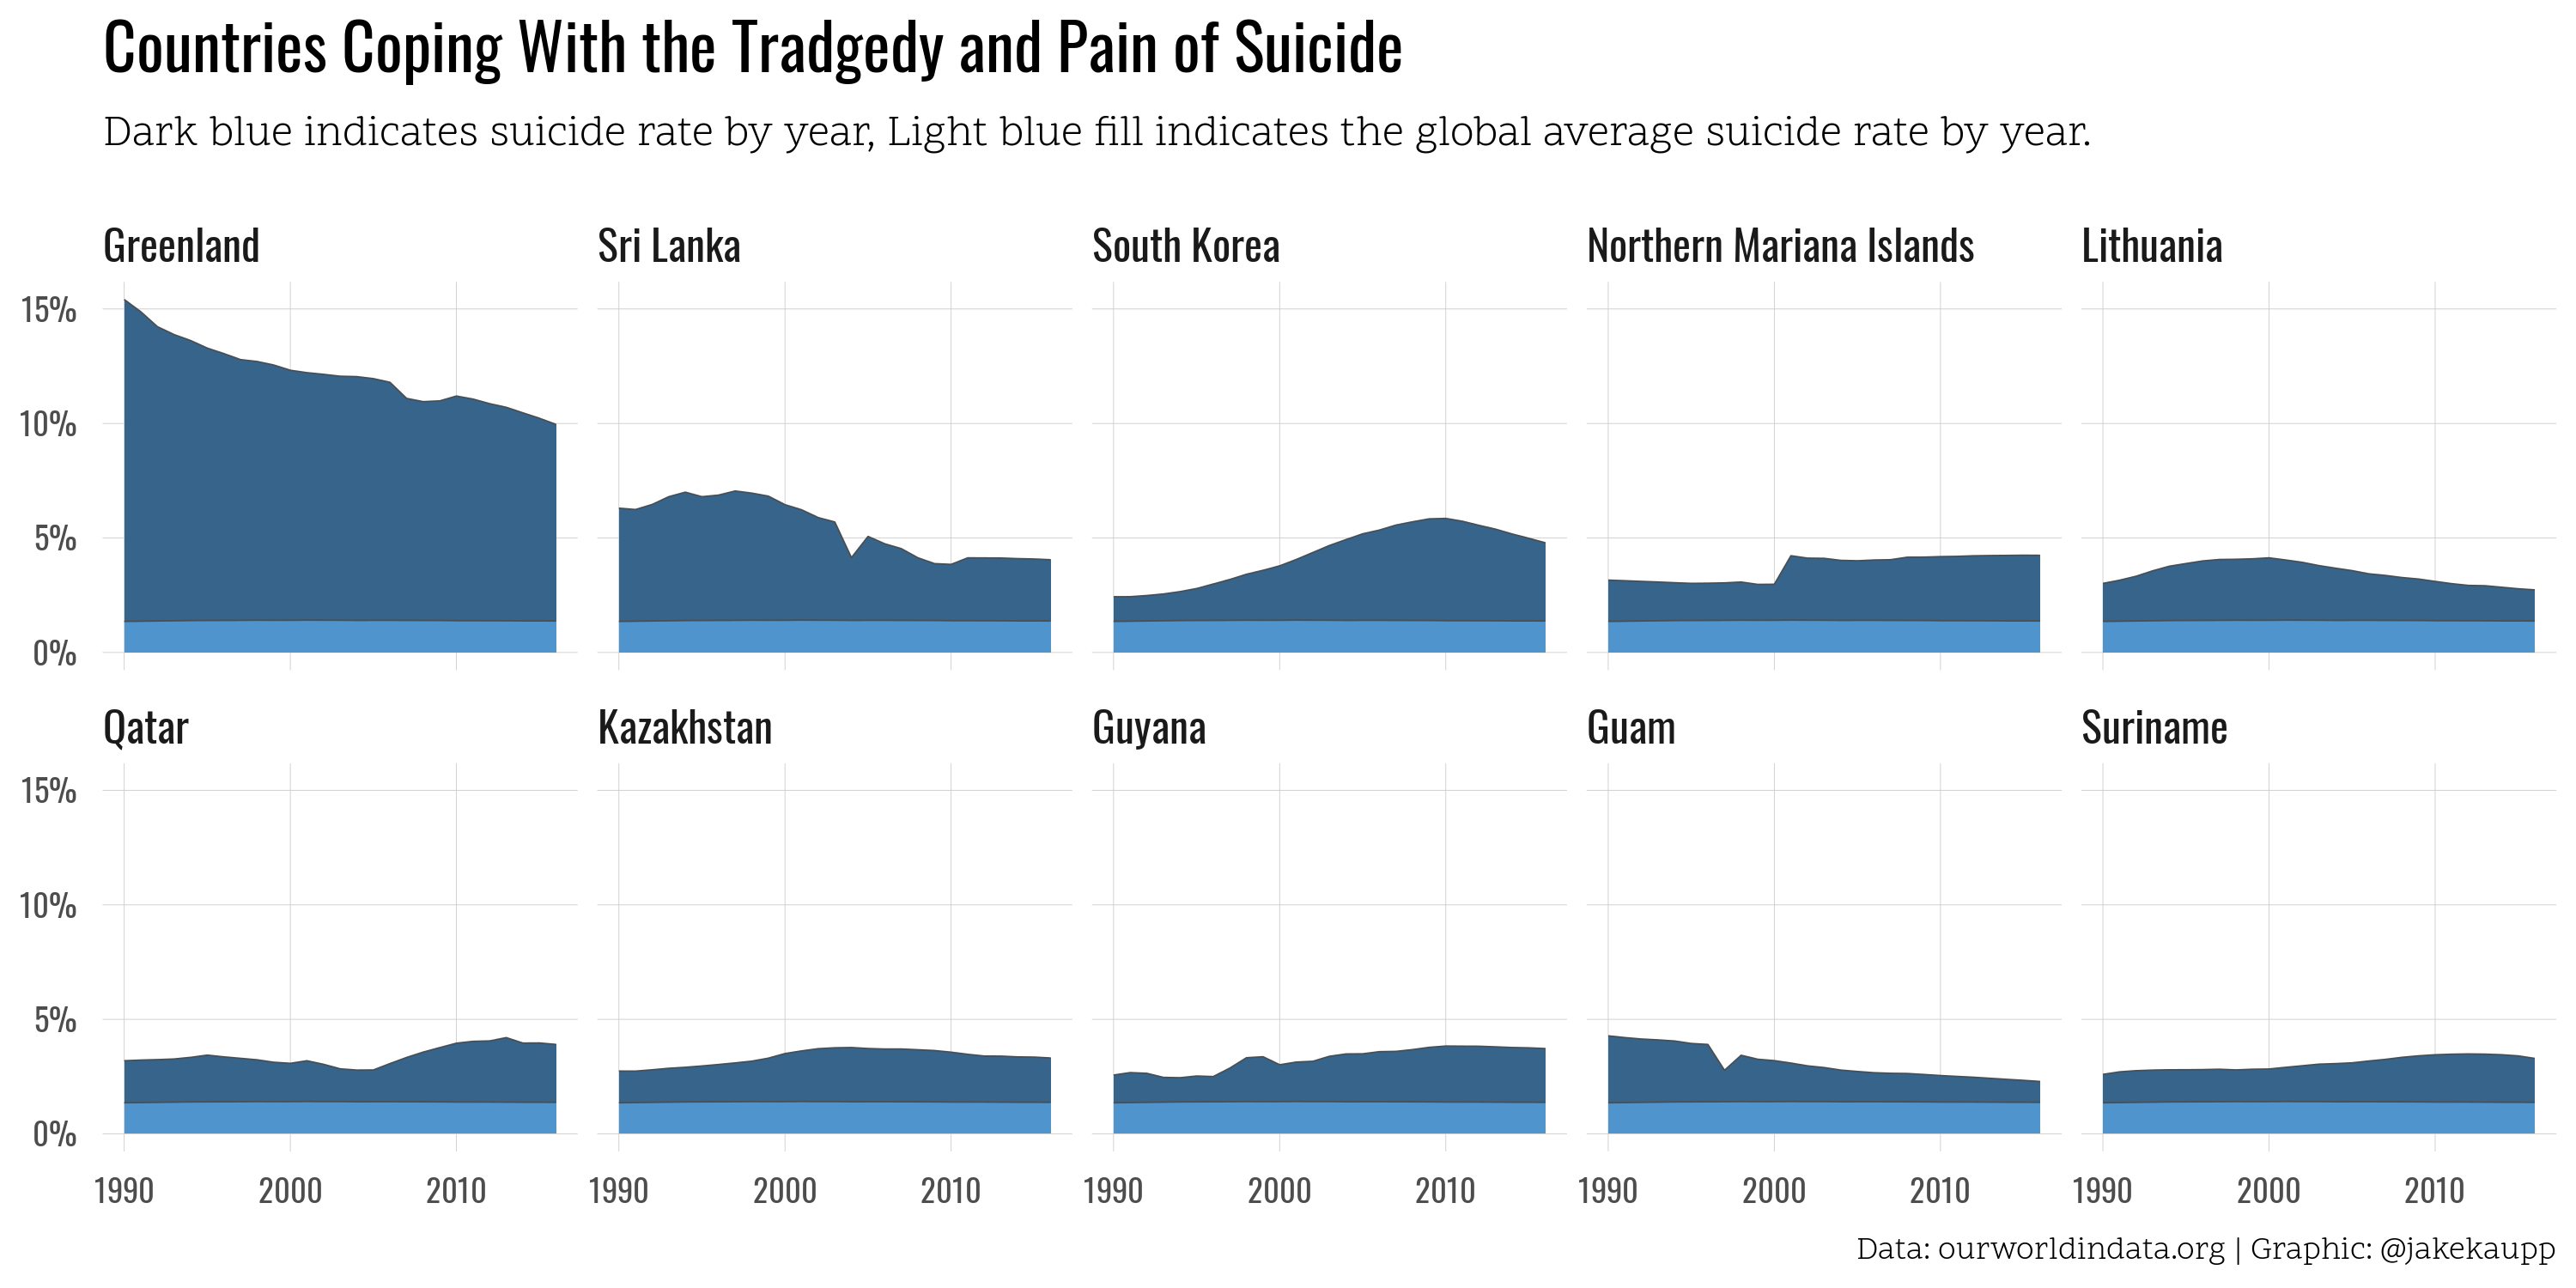 Countries Coping With the Tradgedy and Pain of Suicide
Dark blue indicates suicide rate by year, Light blue fill indicates the global average suicide rate by year.
Greenland
Sri Lanka
South Korea
Northern Mariana Islands
Lithuania
15%
10%
5%
0%
Qatar
Kazakhstan
Guyana
Guam
Suriname
15%
10%
5%
0%
1990 2000 2010 1990 2000 2010 1990 2000 2010 1990 2000 2010 1990 2000 2010
Data: ourworldindata.org | Graphic: @jakekaupp